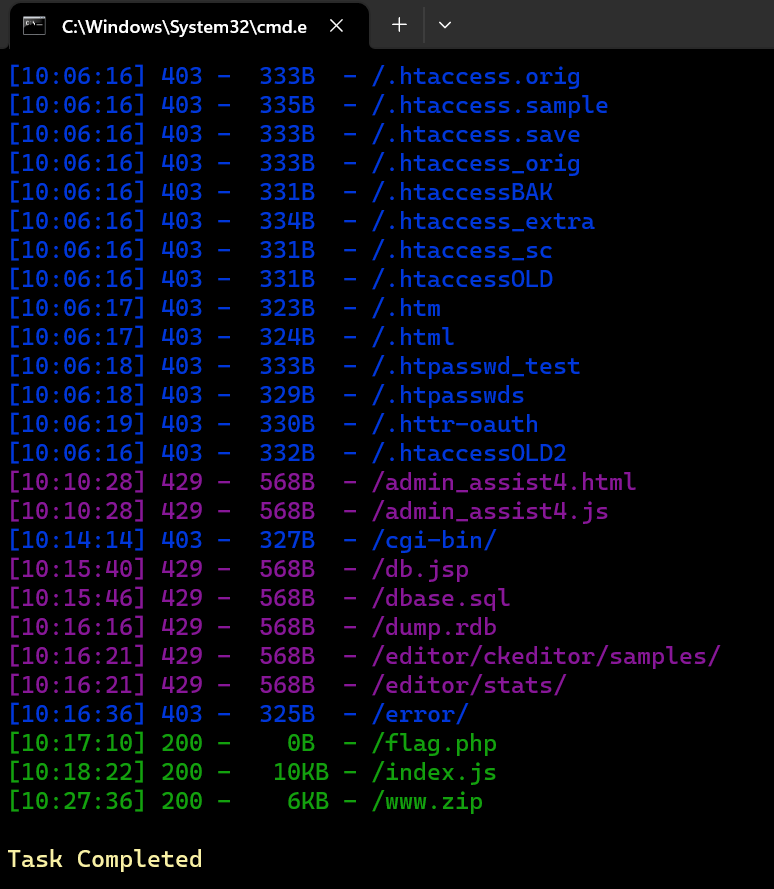 C:\Windows\System32\cmd.e
[10:06:16] 403 -  333B  - /.htaccess.orig
[10:06:16] 403 -  335B  - /.htaccess.sample
[10:06:16] 403 -  333B  - /.htaccess.save
[10:06:16] 403 -  333B  - /.htaccess_orig
[10:06:16] 403 -  331B  - /.htaccessBAK
[10:06:16] 403 -  334B  - /.htaccess_extra
[10:06:16] 403 -  331B  - /.htaccess_sc
[10:06:16] 403 -  331B  - /.htaccessOLD
[10:06:17] 403 -  323B  - /.htm
[10:06:17] 403 -  324B  - /.html
[10:06:18] 403 -  333B  - /.htpasswd_test
[10:06:18] 403 -  329B  - /.htpasswds
[10:06:19] 403 -  330B  - /.httr-oauth
[10:06:16] 403 -  332B  - /.htaccessOLD2
[10:10:28] 429 -  568B  - /admin_assist4.html
[10:10:28] 429 -  568B  - /admin_assist4.js
[10:14:14] 403 -  327B  - /cgi-bin/
[10:15:40] 429 -  568B  - /db.jsp
[10:15:46] 429 -  568B  - /dbase.sql
[10:16:16] 429 -  568B  - /dump.rdb
[10:16:21] 429 -  568B  - /editor/ckeditor/samples/
[10:16:21] 429 -  568B  - /editor/stats/
[10:16:36] 403 -  325B  - /error/
[10:17:10] 200 -    0B  - /flag.php
[10:18:22] 200 -   10KB - /index.js
[10:27:36] 200 -    6KB - /www.zip
Task Completed